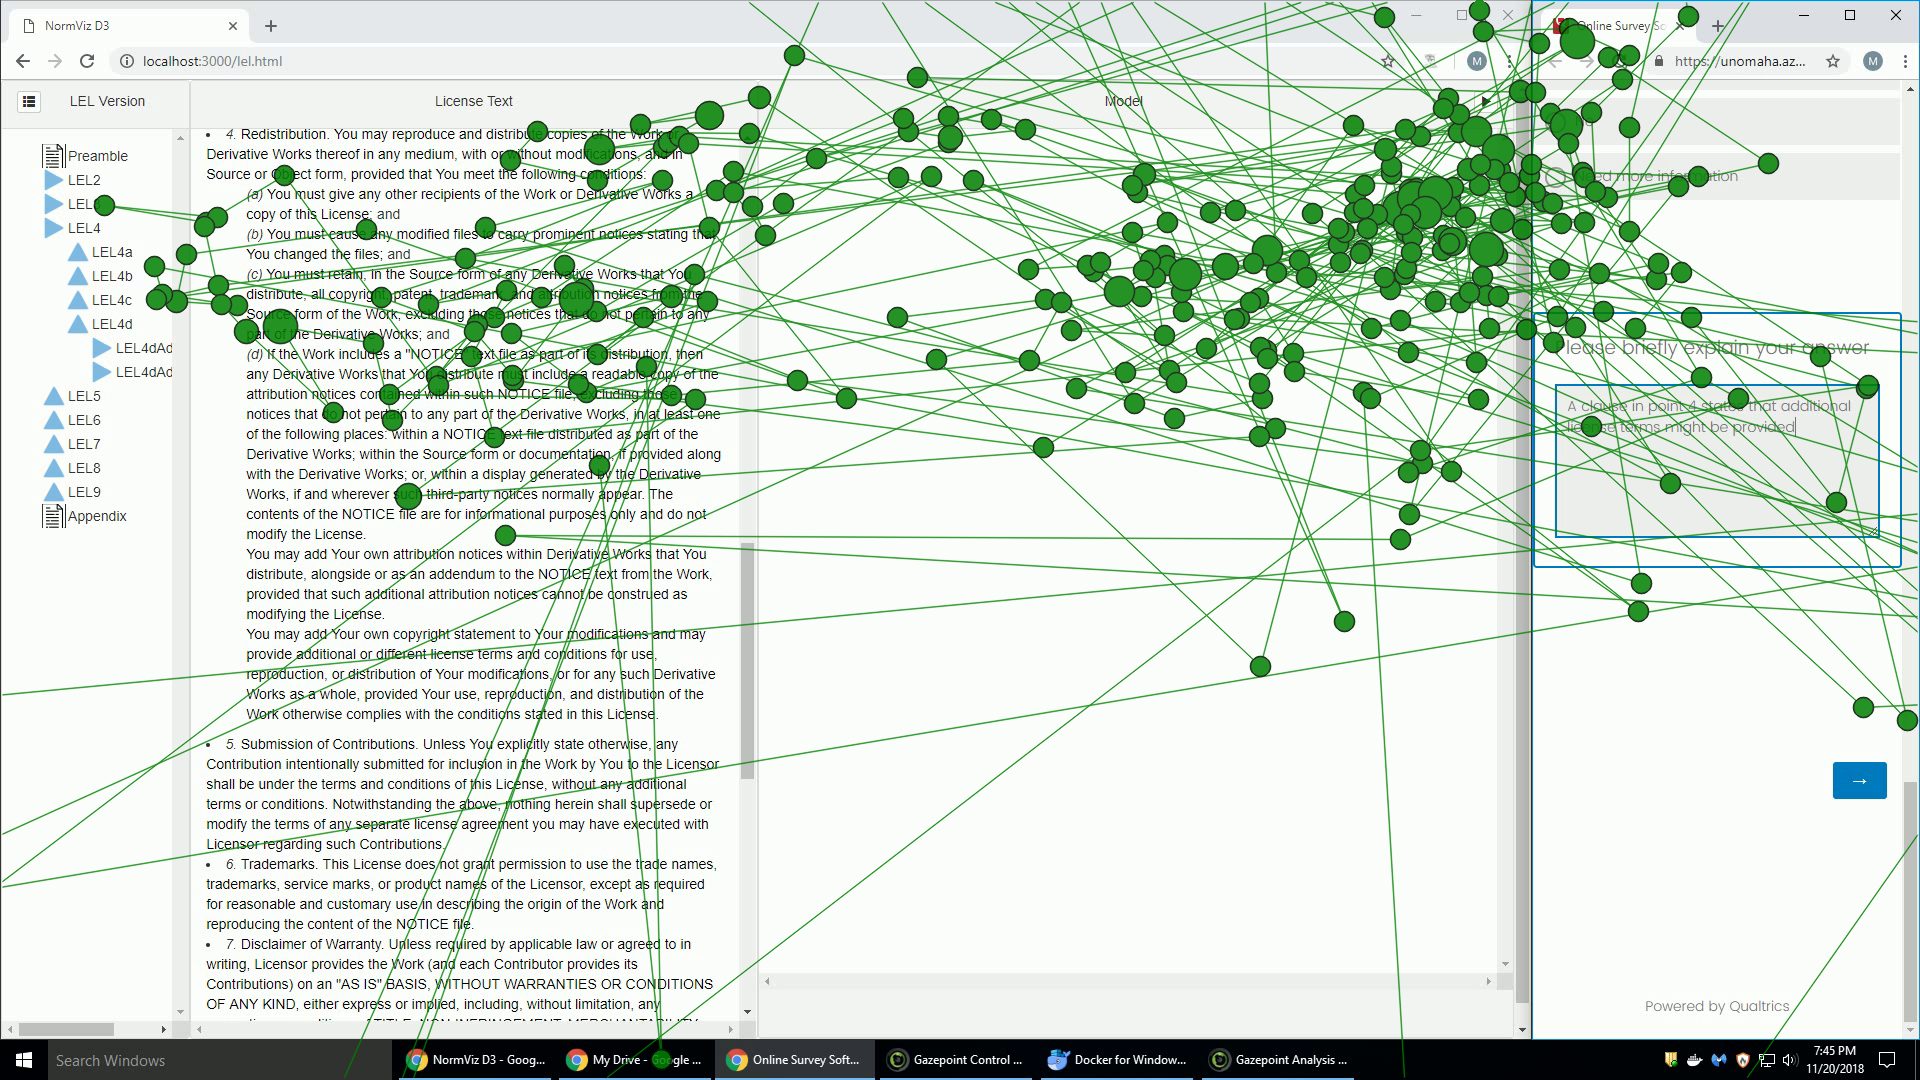 NormViz D3
Online Survey So
localhost:3000/lel.html
M
https://unomaha.az...
M
LEL Version
License Text
Model
Preamble
LEL2
LEL4
LEL4a
LEL4b
LEL4c
LEL4d
LEL4dAd
LEL4dAd
LEL5
LEL6
LEL7
LEL8
LEL9
Appendix
4. Redistribution. You may reproduce and distribute copies of the Work or
Derivative Works thereof in any medium, with or without modifications, and in
Source or Object form, provided that You meet the following conditions:
(a) You must give any other recipients of the Work or Derivative Works a
copy of this License; and
(b) You must cause any modified files to carry prominent notices stating that
You changed the files; and
(c) You must retain, in the Source form of any Derivative Works that You
distribute, all copyright, patent, trademark, and attribution notices from the
Source form of the Work, excluding those notices that do not pertain to any
part of the Derivative Works; and
(d) If the Work includes a "NOTICE" text file as part of its distribution, then
any Derivative Works that You distribute must include a readable copy of the
attribution notices contained within such NOTICE file, excluding those
notices that do not pertain to any part of the Derivative Works, in at least one
of the following places: within a NOTICE text file distributed as part of the
Derivative Works; within the Source form or documentation, if provided along
with the Derivative Works; or, within a display generated by the Derivative
Works, if and wherever such third-party notices normally appear. The
contents of the NOTICE file are for informational purposes only and do not
modify the License.
You may add Your own attribution notices within Derivative Works that You
distribute, alongside or as an addendum to the NOTICE text from the Work,
provided that such additional attribution notices cannot be construed as
modifying the License.
You may add Your own copyright statement to Your modifications and may
provide additional or different license terms and conditions for use,
reproduction, or distribution of Your modifications, or for any such Derivative
Works as a whole, provided Your use, reproduction, and distribution of the
Work otherwise complies with the conditions stated in this License.
5. Submission of Contributions. Unless You explicitly state otherwise, any
Contribution intentionally submitted for inclusion in the Work by You to the Licensor
shall be under the terms and conditions of this License, without any additional
terms or conditions. Notwithstanding the above, nothing herein shall supersede or
modify the terms of any separate license agreement you may have executed with
Licensor regarding such Contributions.
6. Trademarks. This License does not grant permission to use the trade names,
trademarks, service marks, or product names of the Licensor, except as required
for reasonable and customary use in describing the origin of the Work and
reproducing the content of the NOTICE file.
7. Disclaimer of Warranty. Unless required by applicable law or agreed to in
writing, Licensor provides the Work (and each Contributor provides its
Contributions) on an "AS IS" BASIS, WITHOUT WARRANTIES OR CONDITIONS
OF ANY KIND, either express or implied, including, without limitation, any
Need more information
Please briefly explain your answer
A clause in point 4 states that additional
license terms might be provided
→
Powered by Qualtrics
Search Windows
NormViz D3 - Goog...
My Drive - Google ...
Online Survey Soft...
Gazepoint Control ...
Docker for Window...
Gazepoint Analysis ...
7:45 PM
11/20/2018